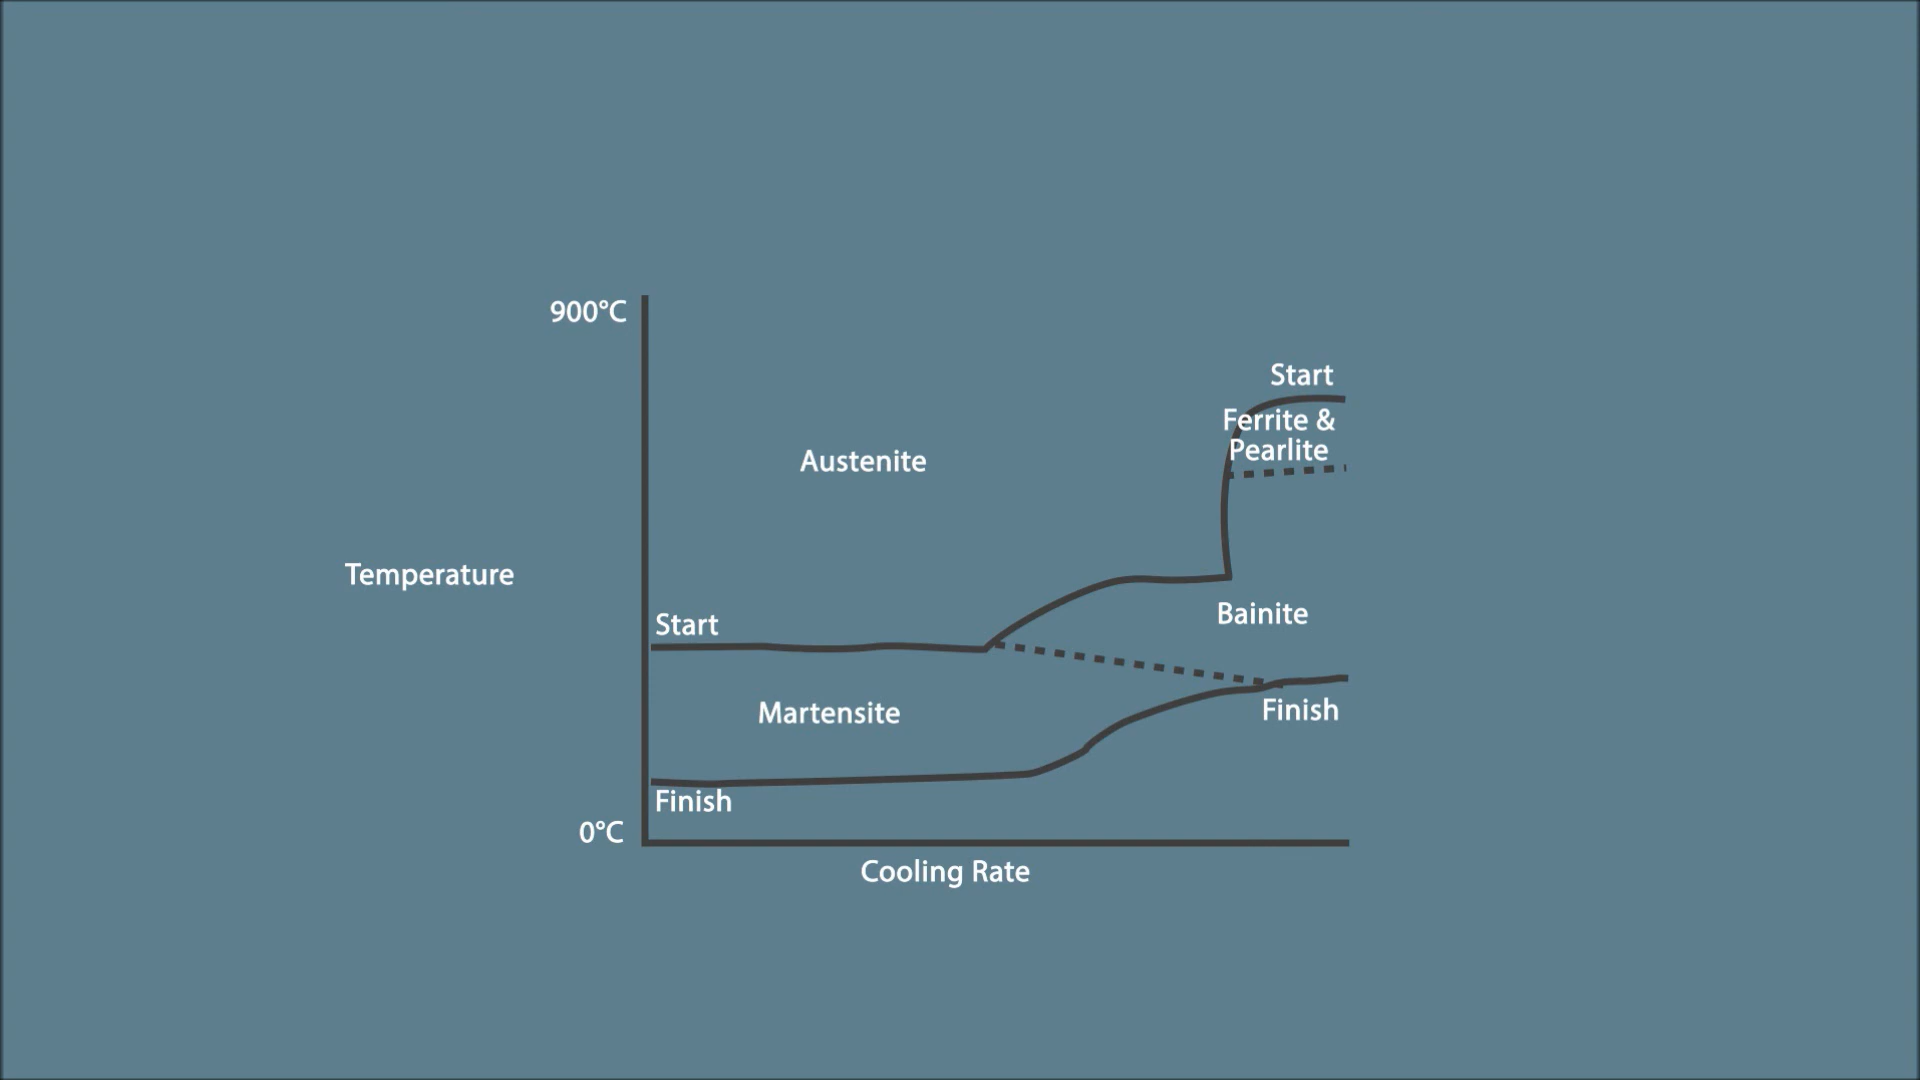 900°C
Start
Ferrite &
Pearlite
Austenite
Temperature
Bainite
Start
Martensite
Finish
Finish
0°C
Cooling Rate